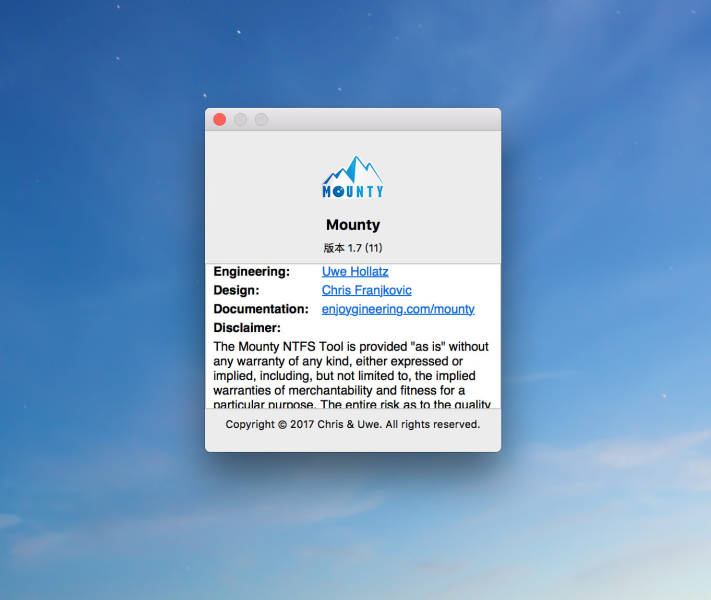 MOUNTY
Mounty
版本 1.7 (11)
Engineering: Uwe Hollatz
Design: Chris Franjkovic
Documentation: enjoygineering.com/mounty
Disclaimer:
The Mounty NTFS Tool is provided "as is" without
any warranty of any kind, either expressed or
implied, including, but not limited to, the implied
warranties of merchantability and fitness for a
particular purpose. The entire risk as to the quality
Copyright © 2017 Chris & Uwe. All rights reserved.